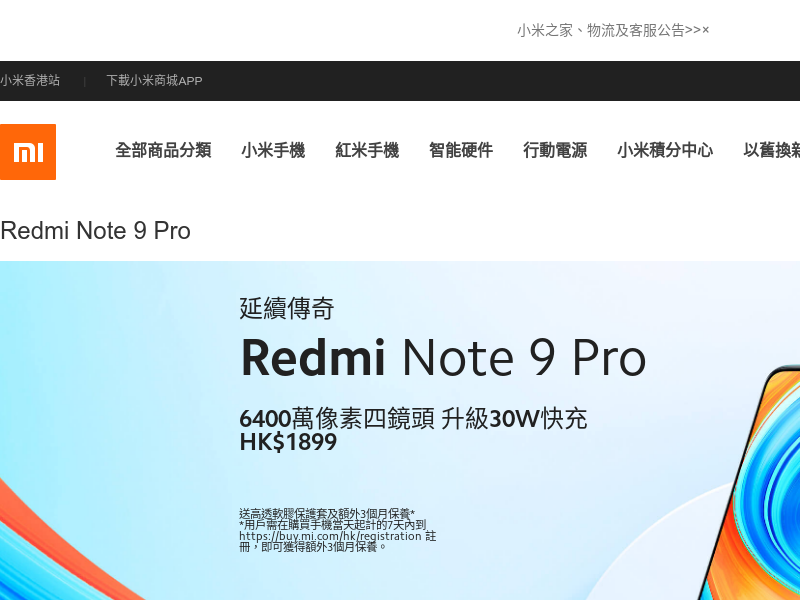 小米之家、物流及客服公告>>×
小米香港站 | 下載小米商城APP
全部商品分類 小米手機 紅米手機 智能硬件 行動電源 小米積分中心 以舊換新
Redmi Note 9 Pro
延續傳奇
Redmi Note 9 Pro
6400萬像素四鏡頭 升級30W快充
HK$1899
送高透軟膠保護套及額外3個月保養*
*用戶需在購買手機當天起計的7天內到
https://buy.mi.com/hk/registration 註
冊，即可獲得額外3個月保養。